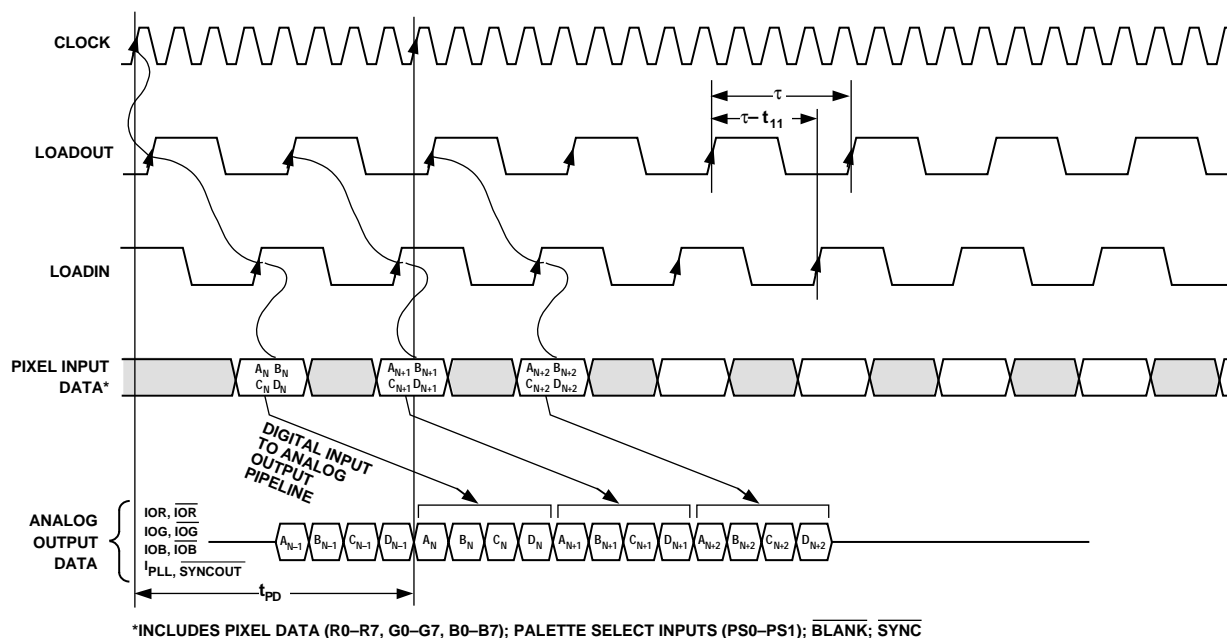 CLOCK
τ
τ– t11
LOADOUT
LOADIN
PIXEL INPUT
DATA*
AN BN
CN DN
AN+1 BN+1
CN+1 DN+1
AN+2 BN+2
CN+2 DN+2
DIGITAL INPUT
TO ANALOG
OUTPUT
PIPELINE
ANALOG
OUTPUT
DATA
IOR, IOR
IOG, IOG
IOB, IOB
IPLL, SYNCOUT
AN–1 BN–1 CN–1 DN–1 AN BN CN DN AN+1 BN+1 CN+1 DN+1 AN+2 BN+2 CN+2 DN+2
tPD
*INCLUDES PIXEL DATA (R0–R7, G0–G7, B0–B7); PALETTE SELECT INPUTS (PS0–PS1); BLANK; SYNC